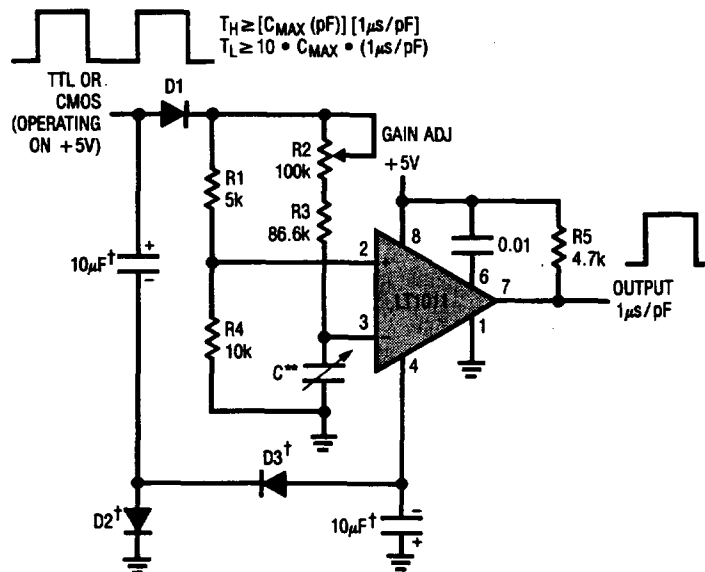 T_H ≥ [C_MAX (pF)] [1μs/pF]
T_L ≥ 10 • C_MAX • (1μs/pF)
TTL OR
CMOS
(OPERATING
ON +5V)
D1
R1
5k
R2
100k
GAIN ADJ
+5V
R3
86.6k
10μF†
+
−
2
+
8
0.01
R5
4.7k
6
7
LT1011
OUTPUT
1μs/pF
R4
10k
3
−
1
4
C**
D3†
D2†
10μF†
−
+